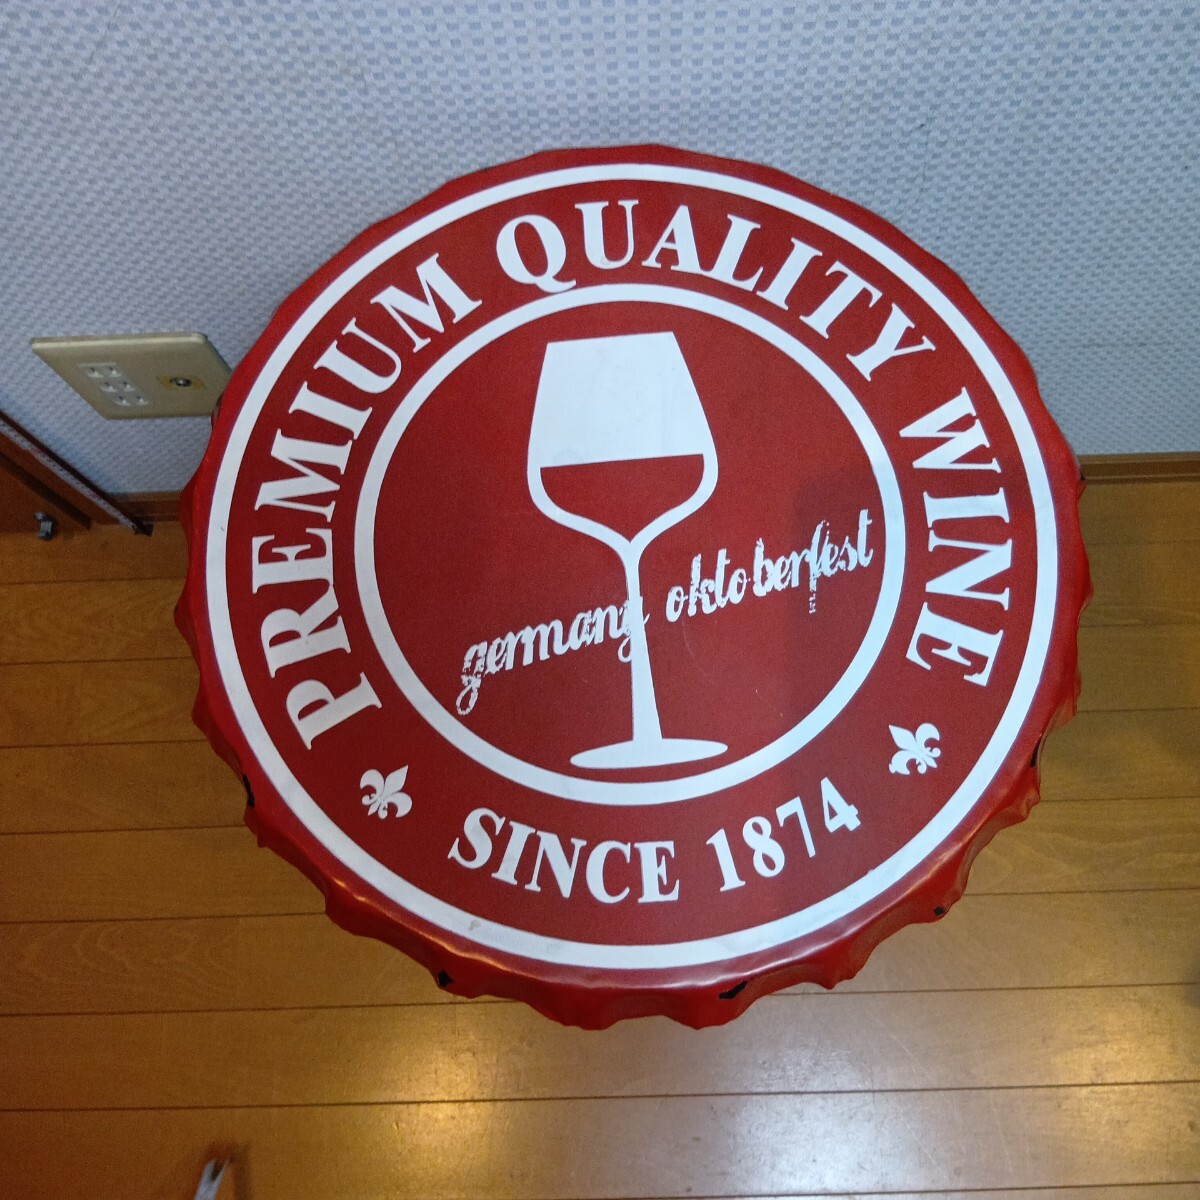 PREMIUM QUALITY WINE
germany oktoberfest
SINCE 1874